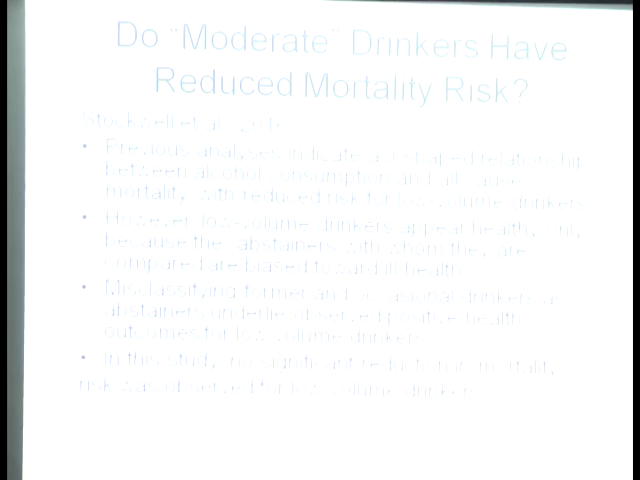 Do "Moderate" Drinkers Have
Reduced Mortality Risk?
Stockwell et al., 2016
• Previous analyses indicate a J-shaped relationship
between alcohol consumption and all-cause
mortality, with reduced risk for low-volume drinkers
• However, low-volume drinkers appear healthy only
because the abstainers with whom they are
compared are biased toward ill health
• Misclassifying former and occasional drinkers as
abstainers underlie observed positive health
outcomes for low volume drinkers
• In this study, no significant reduction in mortality
risk was observed for low-volume drinkers